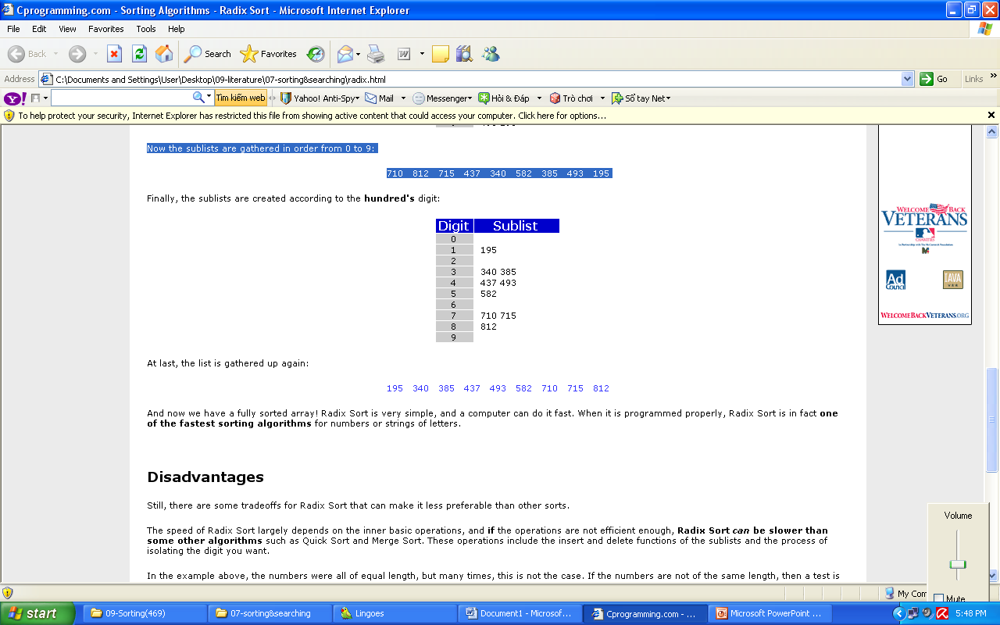 Cprogramming.com - Sorting Algorithms - Radix Sort - Microsoft Internet Explorer
File Edit View Favorites Tools Help
Back Search Favorites
Address C:\Documents and Settings\User\Desktop\09-literature\07-sorting&searching\radix.html Go Links »
Y! Tìm kiếm web Yahoo! Anti-Spy Mail Messenger Hỏi & Đáp Trò chơi Sổ tay Net
To help protect your security, Internet Explorer has restricted this file from showing active content that could access your computer. Click here for options...
Now the sublists are gathered in order from 0 to 9:
710 812 715 437 340 582 385 493 195
Finally, the sublists are created according to the hundred's digit:
Digit Sublist
0
1 195
2
3 340 385
4 437 493
5 582
6
7 710 715
8 812
9
At last, the list is gathered up again:
195 340 385 437 493 582 710 715 812
And now we have a fully sorted array! Radix Sort is very simple, and a computer can do it fast. When it is programmed properly, Radix Sort is in fact one
of the fastest sorting algorithms for numbers or strings of letters.
Disadvantages
Still, there are some tradeoffs for Radix Sort that can make it less preferable than other sorts.
The speed of Radix Sort largely depends on the inner basic operations, and if the operations are not efficient enough, Radix Sort can be slower than
some other algorithms such as Quick Sort and Merge Sort. These operations include the insert and delete functions of the sublists and the process of
isolating the digit you want.
In the example above, the numbers were all of equal length, but many times, this is not the case. If the numbers are not of the same length, then a test is
WELCOME BACK
VETERANS
CHARITIES
Ad
Council
IAVA
WELCOMEBACKVETERANS.ORG
Volume
Mute
My Com
start 09-Sorting(469) 07-sorting&searching Lingoes Document1 - Microsof... Cprogramming.com - ... Microsoft PowerPoint ... 5:48 PM